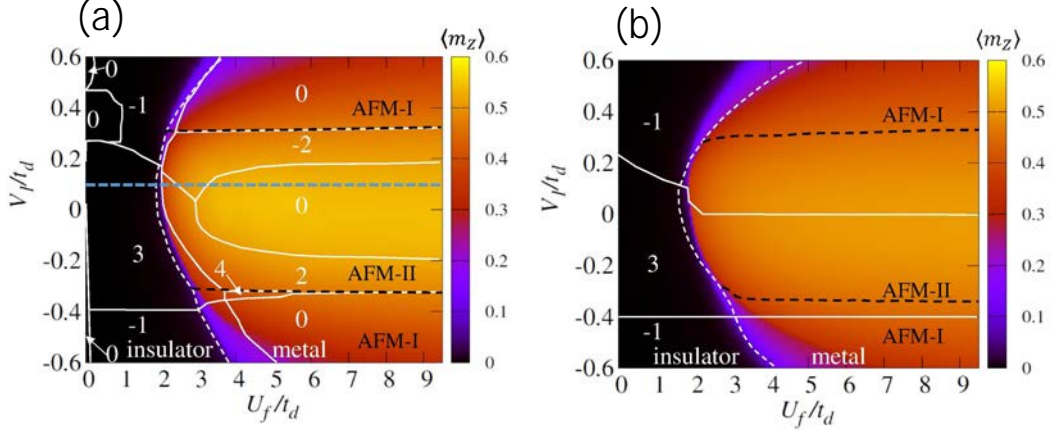 (a)
⟨m_Z⟩
0.6
0.4
0.2
0
-0.2
-0.4
-0.6
V_l/t_d
0
0
-1
3
-1
0
0
AFM-I
-2
0
4
2
AFM-II
0
AFM-I
insulator
metal
0 1 2 3 4 5 6 7 8 9
U_f/t_d
0.6
0.5
0.4
0.3
0.2
0.1
0
(b)
⟨m_Z⟩
0.6
0.4
0.2
0
-0.2
-0.4
-0.6
V_l/t_d
-1
AFM-I
3
AFM-II
-1
AFM-I
insulator
metal
0 1 2 3 4 5 6 7 8 9
U_f/t_d
0.6
0.5
0.4
0.3
0.2
0.1
0